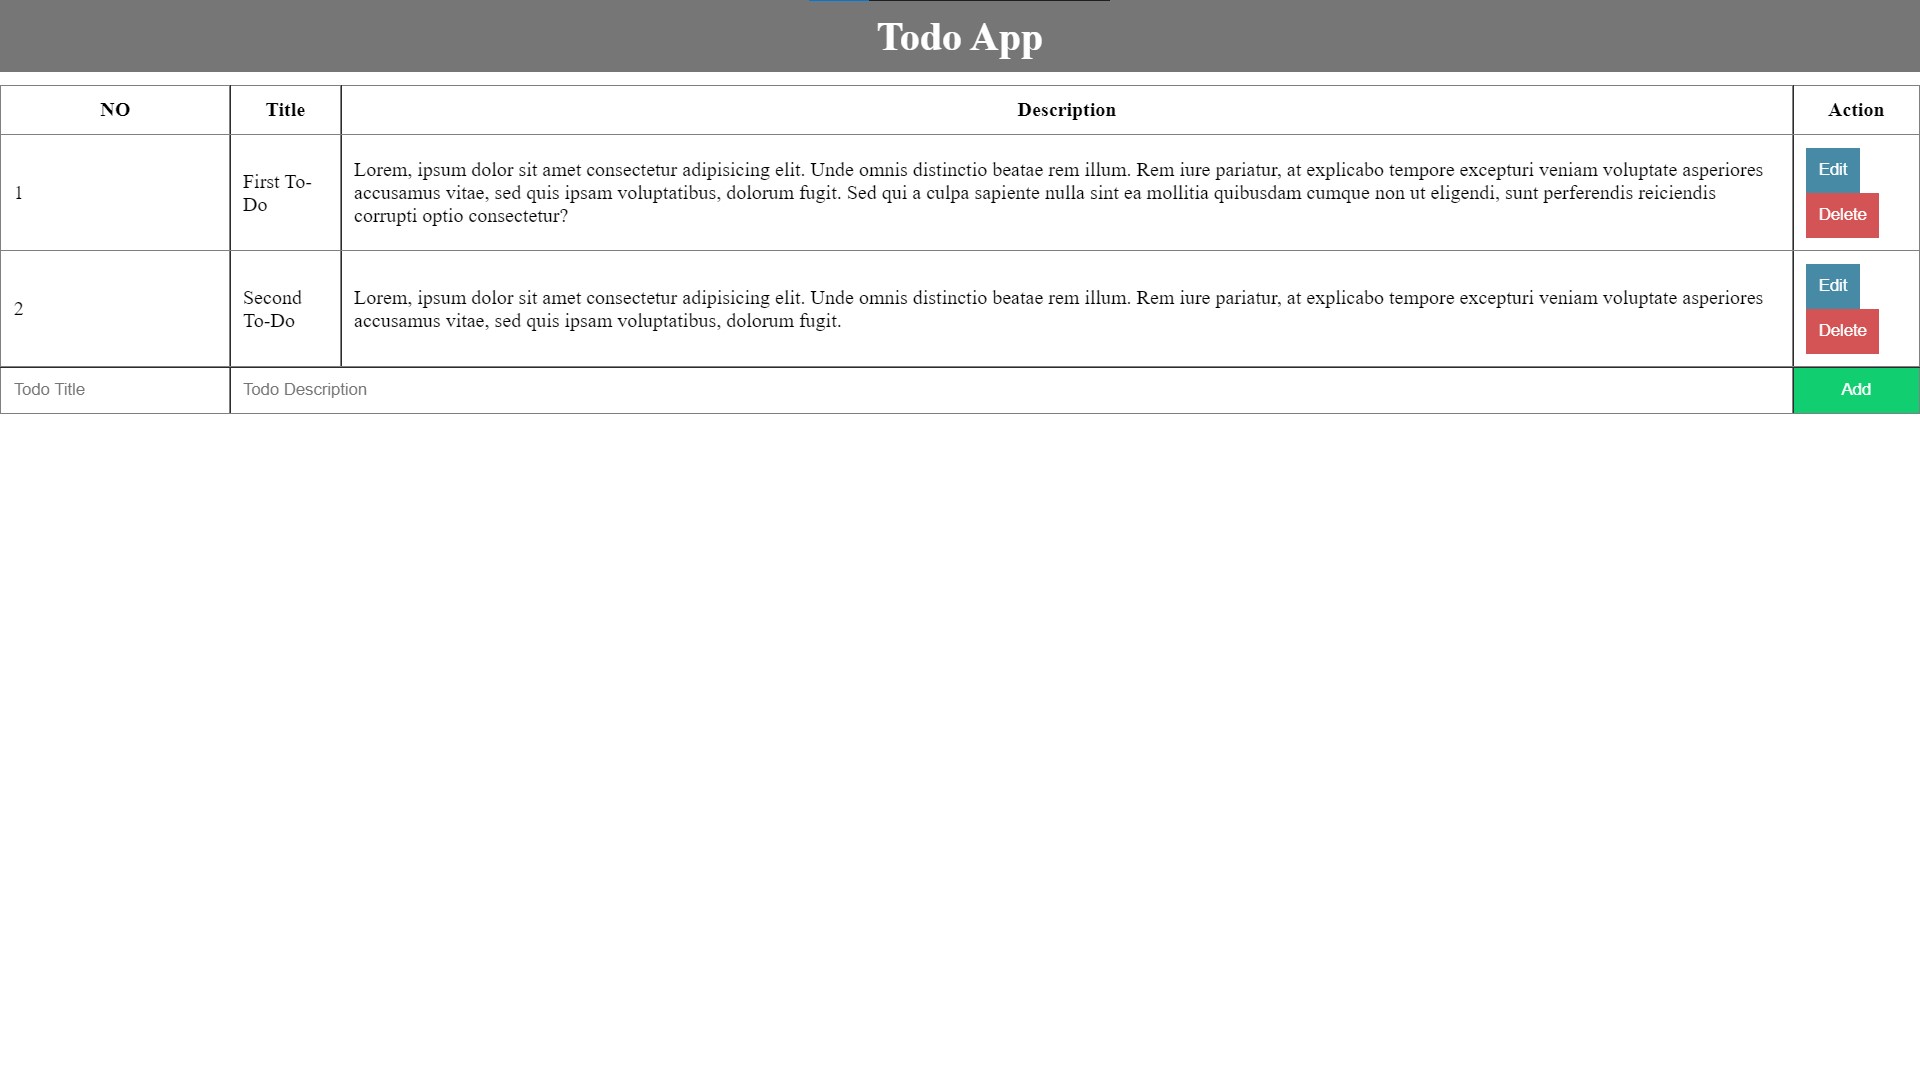 Todo App
NO Title Description Action
1
First To-
Do
Lorem, ipsum dolor sit amet consectetur adipisicing elit. Unde omnis distinctio beatae rem illum. Rem iure pariatur, at explicabo tempore excepturi veniam voluptate asperiores
accusamus vitae, sed quis ipsam voluptatibus, dolorum fugit. Sed qui a culpa sapiente nulla sint ea mollitia quibusdam cumque non ut eligendi, sunt perferendis reiciendis
corrupti optio consectetur?
Edit
Delete
2
Second
To-Do
Lorem, ipsum dolor sit amet consectetur adipisicing elit. Unde omnis distinctio beatae rem illum. Rem iure pariatur, at explicabo tempore excepturi veniam voluptate asperiores
accusamus vitae, sed quis ipsam voluptatibus, dolorum fugit.
Edit
Delete
Todo Title Todo Description Add